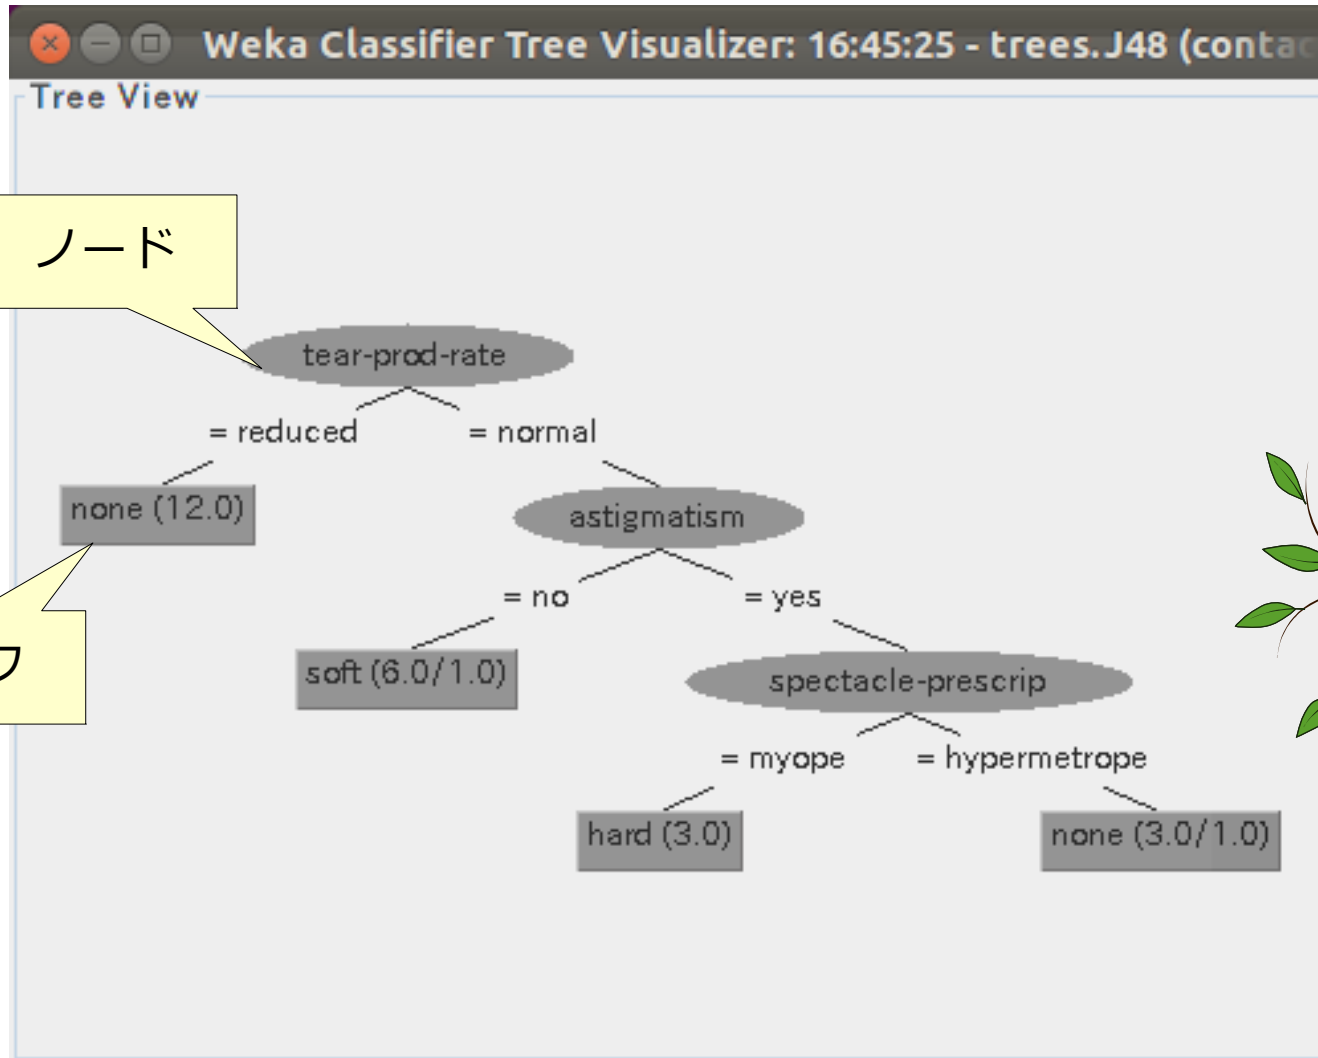 Weka Classifier Tree Visualizer: 16:45:25 - trees.J48 (contac
Tree View
ノード
tear-prod-rate
= reduced
= normal
none (12.0)
astigmatism
= no
= yes
soft (6.0/1.0)
spectacle-prescrip
= myope
= hypermetrope
hard (3.0)
none (3.0/1.0)